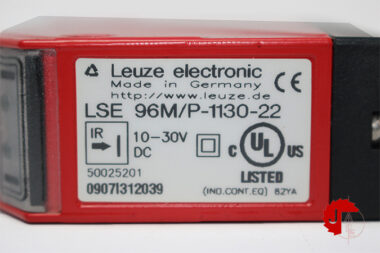 Leuze electronic
Made in Germany
http://www.leuze.de
LSE 96M/P-1130-22
IR 10-30V
DC
C UL US
50025201
0907I312039
LISTED
(IND.CONT.EQ) 82YA